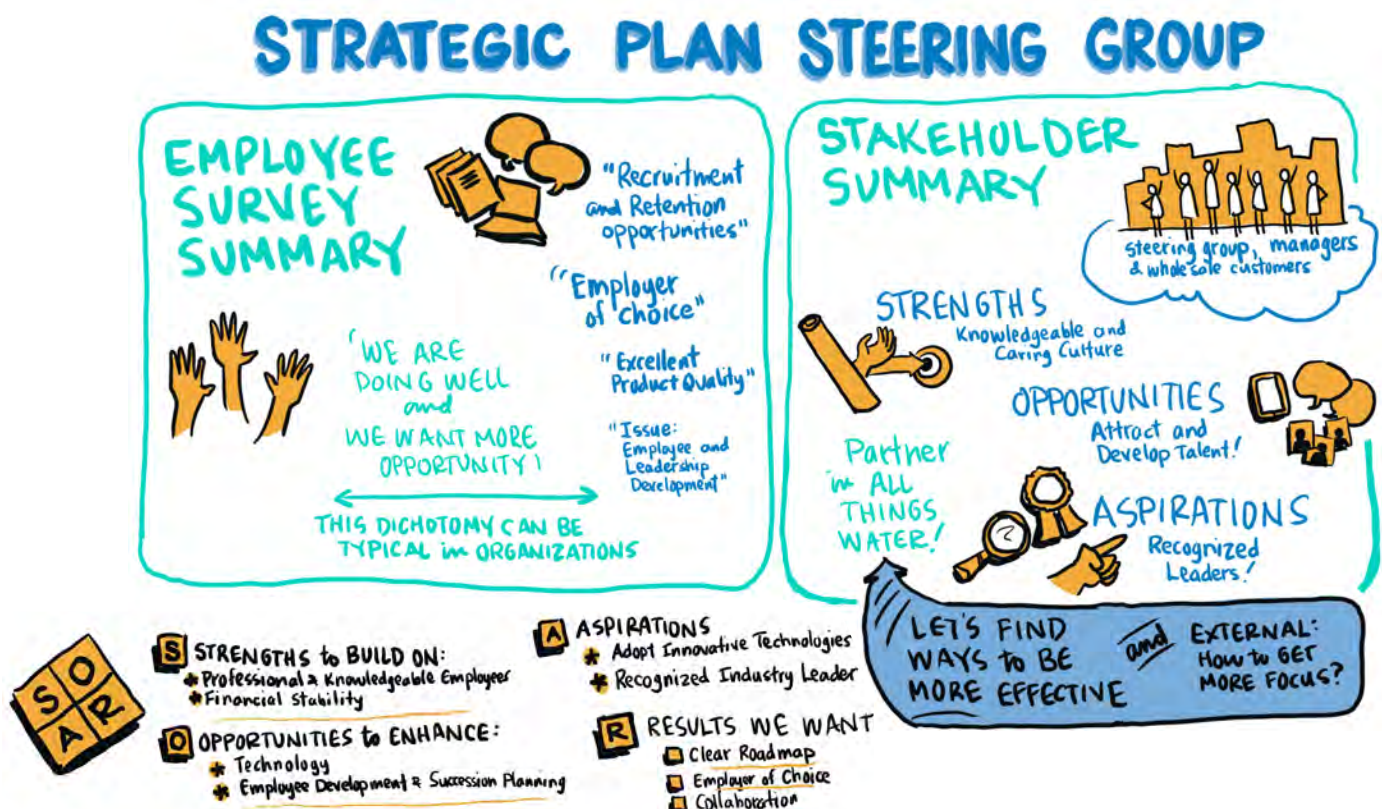 STRATEGIC PLAN STEERING GROUP
EMPLOYEE
SURVEY
SUMMARY
"Recruitment
and Retention
opportunities"
"Employer
of choice"
"Excellent
Product Quality"
"Issue:
Employee and
Leadership
Development"
'WE ARE
DOING WELL
and
WE WANT MORE
OPPORTUNITY'
THIS DICHOTOMY CAN BE
TYPICAL in ORGANIZATIONS
STAKEHOLDER
SUMMARY
steering group, managers
& wholesale customers
STRENGTHS
Knowledgeable and
Caring Culture
OPPORTUNITIES
Attract and
Develop Talent!
Partner
in ALL
THINGS
WATER!
ASPIRATIONS
Recognized
Leaders!
LET'S FIND
WAYS to BE
MORE EFFECTIVE
and
EXTERNAL:
How to GET
MORE FOCUS?
S O
A R
S STRENGTHS to BUILD ON:
* Professional & Knowledgeable Employees
* Financial Stability
O OPPORTUNITIES to ENHANCE:
* Technology
* Employee Development & Succession Planning
A ASPIRATIONS
* Adopt Innovative Technologies
* Recognized Industry Leader
R RESULTS WE WANT
Clear Roadmap
Employer of Choice
Collaboration